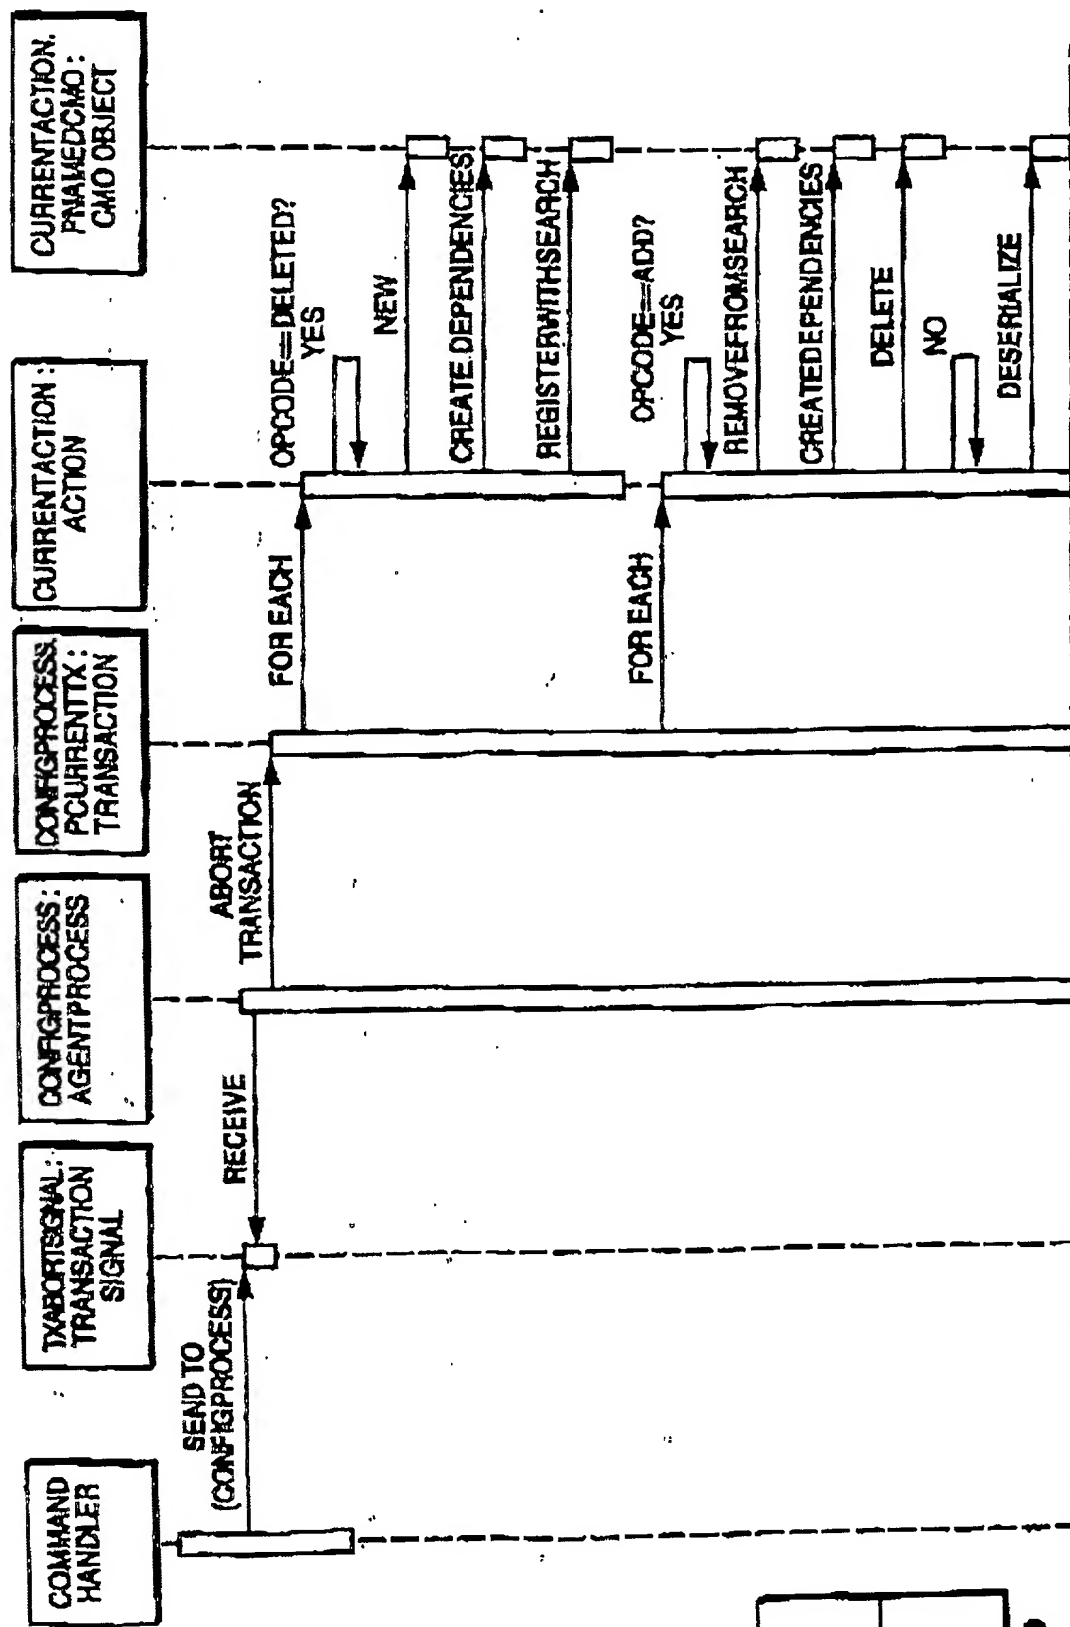 COMMAND
HANDLER
TXABORTSIGNAL:
TRANSACTION
SIGNAL
CONFIGPROCESS:
AGENTPROCESS
CONFIGPROCESS.
PCURRENTTX:
TRANSACTION
CURRENTACTION:
ACTION
CURRENTACTION.
PNAMEDCMO:
CMO OBJECT
SEND TO
(CONFIGPROCESS)
RECEIVE
ABORT
TRANSACTION
FOR EACH
OPCODE==DELETED?
YES
NEW
CREATE DEPENDENCIES
REGISTERWITHSEARCH
FOR EACH
OPCODE==ADD?
YES
REMOVEFROMSEARCH
CREATEDEPENDENCIES
DELETE
NO
DESERIALIZE